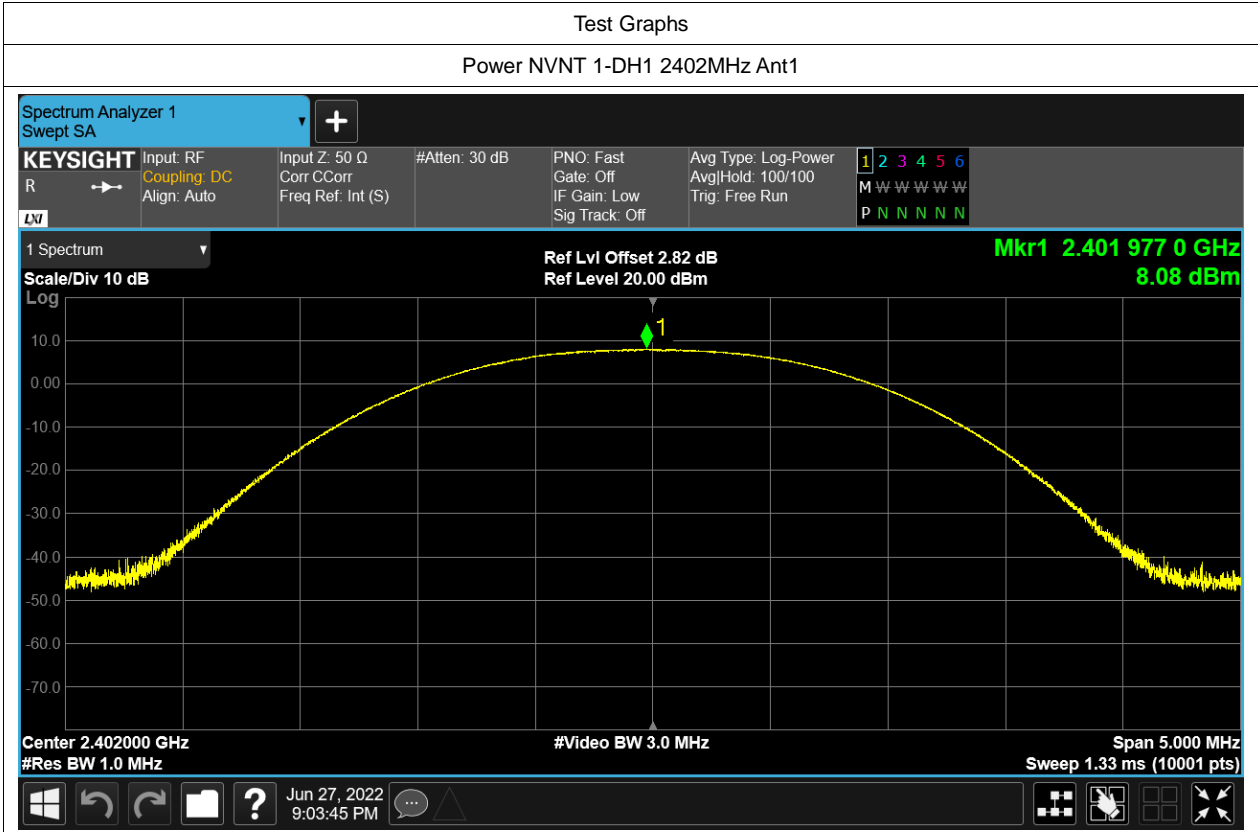 Test Graphs
Power NVNT 1-DH1 2402MHz Ant1
Spectrum Analyzer 1
Swept SA
KEYSIGHT
R
LXI
Input: RF
Coupling: DC
Align: Auto
Input Z: 50 Ω
Corr CCorr
Freq Ref: Int (S)
#Atten: 30 dB
PNO: Fast
Gate: Off
IF Gain: Low
Sig Track: Off
Avg Type: Log-Power
Avg|Hold: 100/100
Trig: Free Run
1 2 3 4 5 6
M W W W W W
P N N N N N
1 Spectrum
Scale/Div 10 dB
Log
Ref Lvl Offset 2.82 dB
Ref Level 20.00 dBm
Mkr1 2.401 977 0 GHz
8.08 dBm
1
10.0
0.00
-10.0
-20.0
-30.0
-40.0
-50.0
-60.0
-70.0
Center 2.402000 GHz
#Res BW 1.0 MHz
#Video BW 3.0 MHz
Span 5.000 MHz
Sweep 1.33 ms (10001 pts)
?
Jun 27, 2022
9:03:45 PM